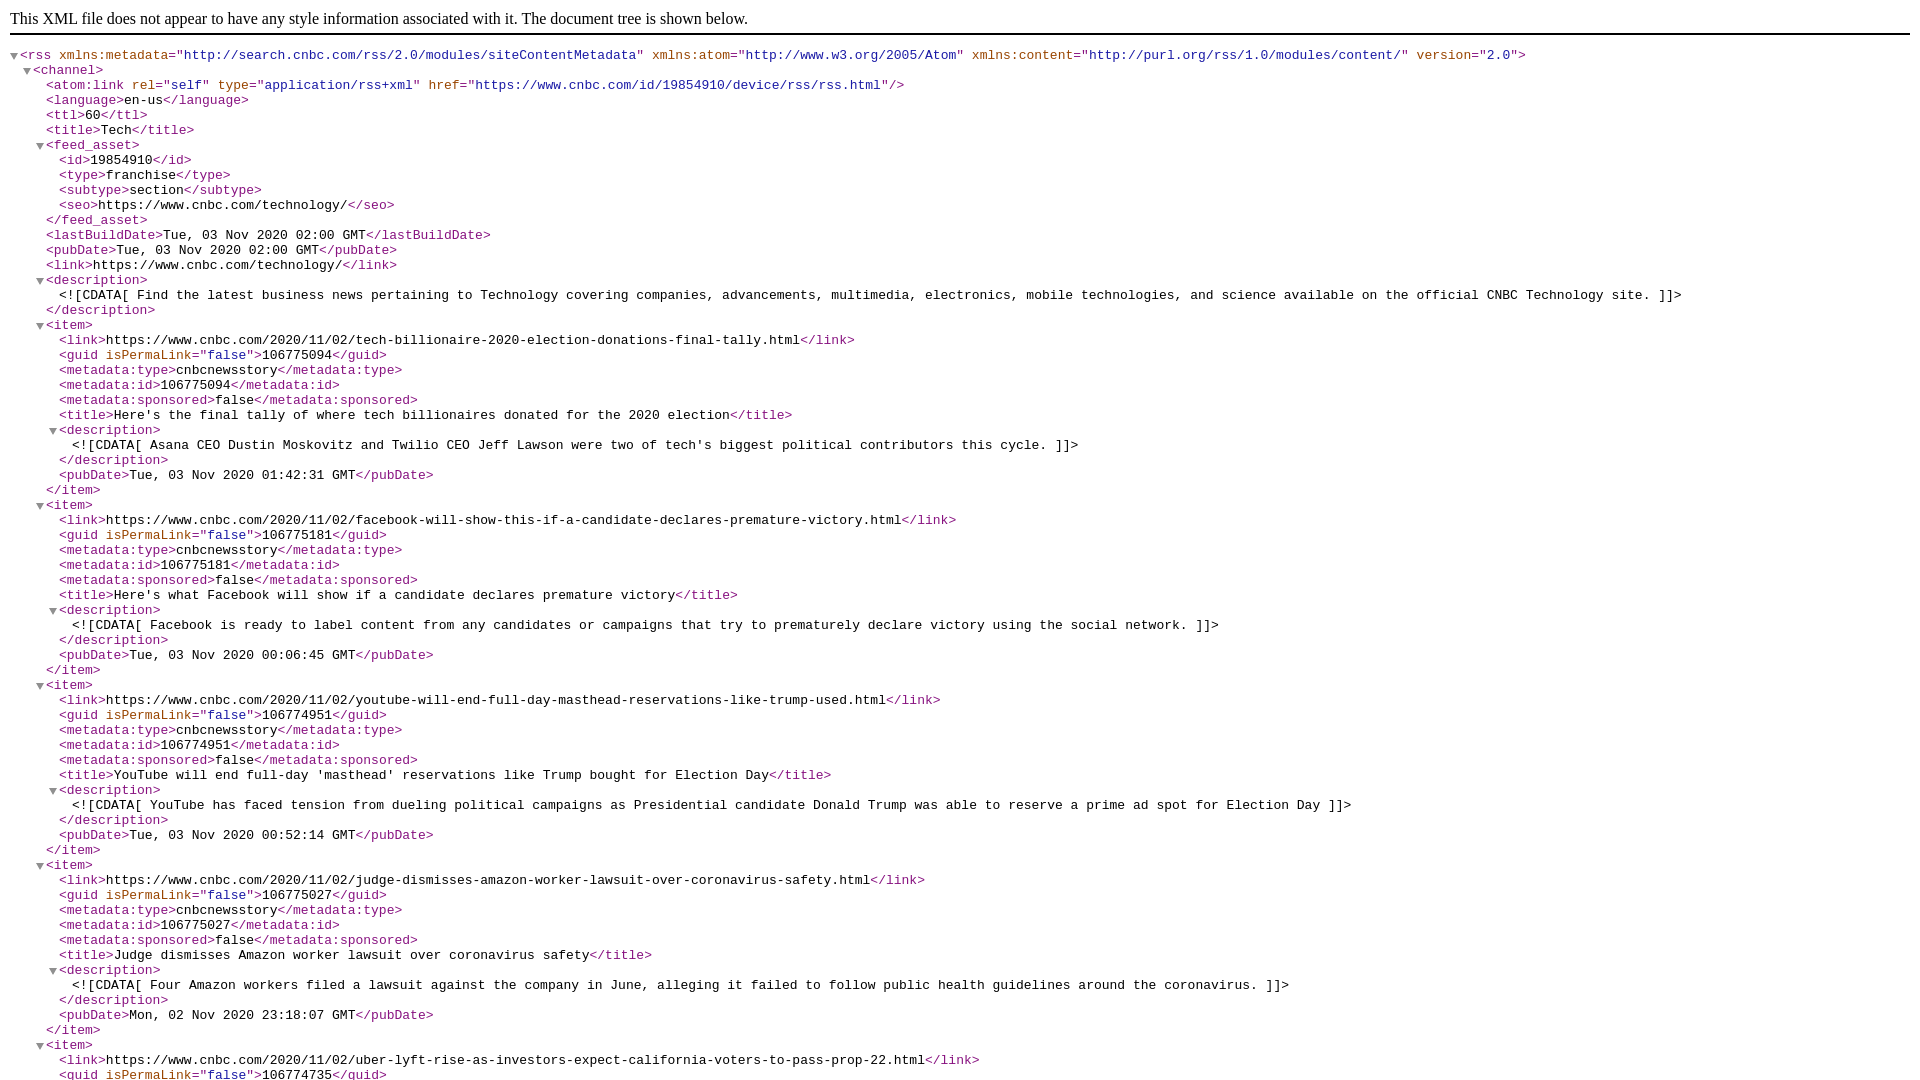 This XML file does not appear to have any style information associated with it. The document tree is shown below.
<rss xmlns:metadata="http://search.cnbc.com/rss/2.0/modules/siteContentMetadata" xmlns:atom="http://www.w3.org/2005/Atom" xmlns:content="http://purl.org/rss/1.0/modules/content/" version="2.0">
<channel>
<atom:link rel="self" type="application/rss+xml" href="https://www.cnbc.com/id/19854910/device/rss/rss.html"/>
<language>en-us</language>
<ttl>60</ttl>
<title>Tech</title>
<feed_asset>
<id>19854910</id>
<type>franchise</type>
<subtype>section</subtype>
<seo>https://www.cnbc.com/technology/</seo>
</feed_asset>
<lastBuildDate>Tue, 03 Nov 2020 02:00 GMT</lastBuildDate>
<pubDate>Tue, 03 Nov 2020 02:00 GMT</pubDate>
<link>https://www.cnbc.com/technology/</link>
<description>
<![CDATA[ Find the latest business news pertaining to Technology covering companies, advancements, multimedia, electronics, mobile technologies, and science available on the official CNBC Technology site. ]]>
</description>
<item>
<link>https://www.cnbc.com/2020/11/02/tech-billionaire-2020-election-donations-final-tally.html</link>
<guid isPermaLink="false">106775094</guid>
<metadata:type>cnbcnewsstory</metadata:type>
<metadata:id>106775094</metadata:id>
<metadata:sponsored>false</metadata:sponsored>
<title>Here's the final tally of where tech billionaires donated for the 2020 election</title>
<description>
<![CDATA[ Asana CEO Dustin Moskovitz and Twilio CEO Jeff Lawson were two of tech's biggest political contributors this cycle. ]]>
</description>
<pubDate>Tue, 03 Nov 2020 01:42:31 GMT</pubDate>
</item>
<item>
<link>https://www.cnbc.com/2020/11/02/facebook-will-show-this-if-a-candidate-declares-premature-victory.html</link>
<guid isPermaLink="false">106775181</guid>
<metadata:type>cnbcnewsstory</metadata:type>
<metadata:id>106775181</metadata:id>
<metadata:sponsored>false</metadata:sponsored>
<title>Here's what Facebook will show if a candidate declares premature victory</title>
<description>
<![CDATA[ Facebook is ready to label content from any candidates or campaigns that try to prematurely declare victory using the social network. ]]>
</description>
<pubDate>Tue, 03 Nov 2020 00:06:45 GMT</pubDate>
</item>
<item>
<link>https://www.cnbc.com/2020/11/02/youtube-will-end-full-day-masthead-reservations-like-trump-used.html</link>
<guid isPermaLink="false">106774951</guid>
<metadata:type>cnbcnewsstory</metadata:type>
<metadata:id>106774951</metadata:id>
<metadata:sponsored>false</metadata:sponsored>
<title>YouTube will end full-day 'masthead' reservations like Trump bought for Election Day</title>
<description>
<![CDATA[ YouTube has faced tension from dueling political campaigns as Presidential candidate Donald Trump was able to reserve a prime ad spot for Election Day ]]>
</description>
<pubDate>Tue, 03 Nov 2020 00:52:14 GMT</pubDate>
</item>
<item>
<link>https://www.cnbc.com/2020/11/02/judge-dismisses-amazon-worker-lawsuit-over-coronavirus-safety.html</link>
<guid isPermaLink="false">106775027</guid>
<metadata:type>cnbcnewsstory</metadata:type>
<metadata:id>106775027</metadata:id>
<metadata:sponsored>false</metadata:sponsored>
<title>Judge dismisses Amazon worker lawsuit over coronavirus safety</title>
<description>
<![CDATA[ Four Amazon workers filed a lawsuit against the company in June, alleging it failed to follow public health guidelines around the coronavirus. ]]>
</description>
<pubDate>Mon, 02 Nov 2020 23:18:07 GMT</pubDate>
</item>
<item>
<link>https://www.cnbc.com/2020/11/02/uber-lyft-rise-as-investors-expect-california-voters-to-pass-prop-22.html</link>
<guid isPermaLink="false">106774735</guid>